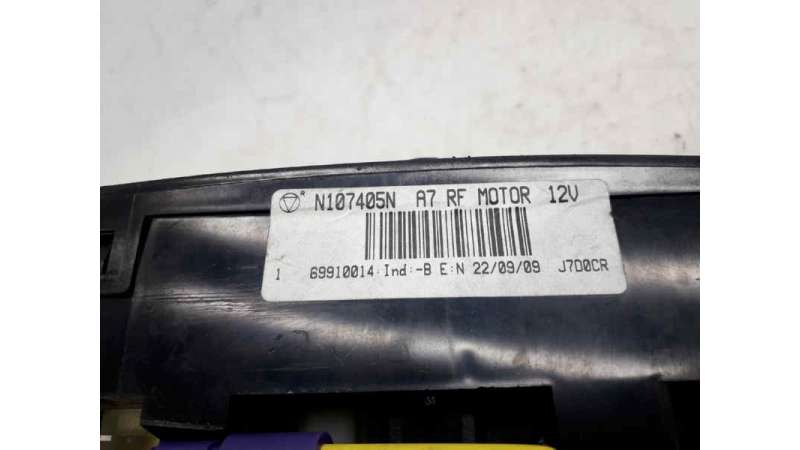 R N107405N A7 RF MOTOR 12V
1 69910014·Ind:-B E:N 22/09/09 J7D0CR